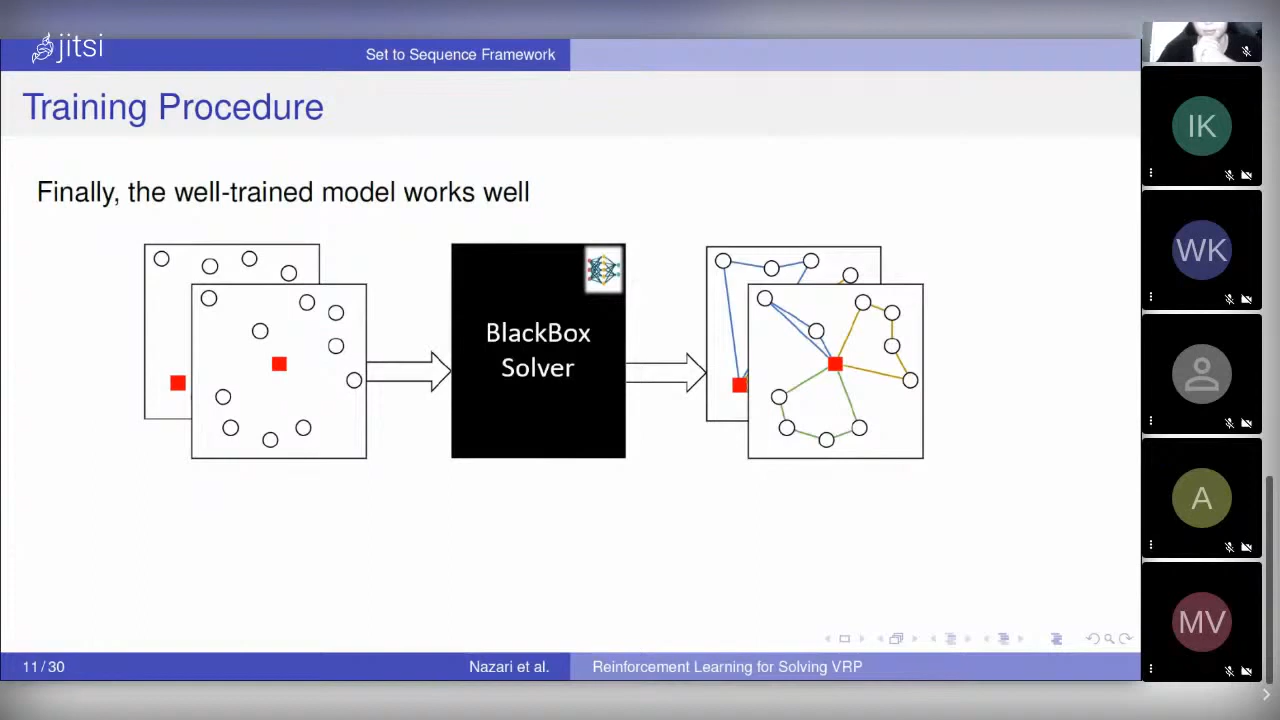 jitsi
Set to Sequence Framework
Training Procedure
Finally, the well-trained model works well
BlackBox
Solver
11 / 30
Nazari et al.
Reinforcement Learning for Solving VRP
IK
WK
A
MV